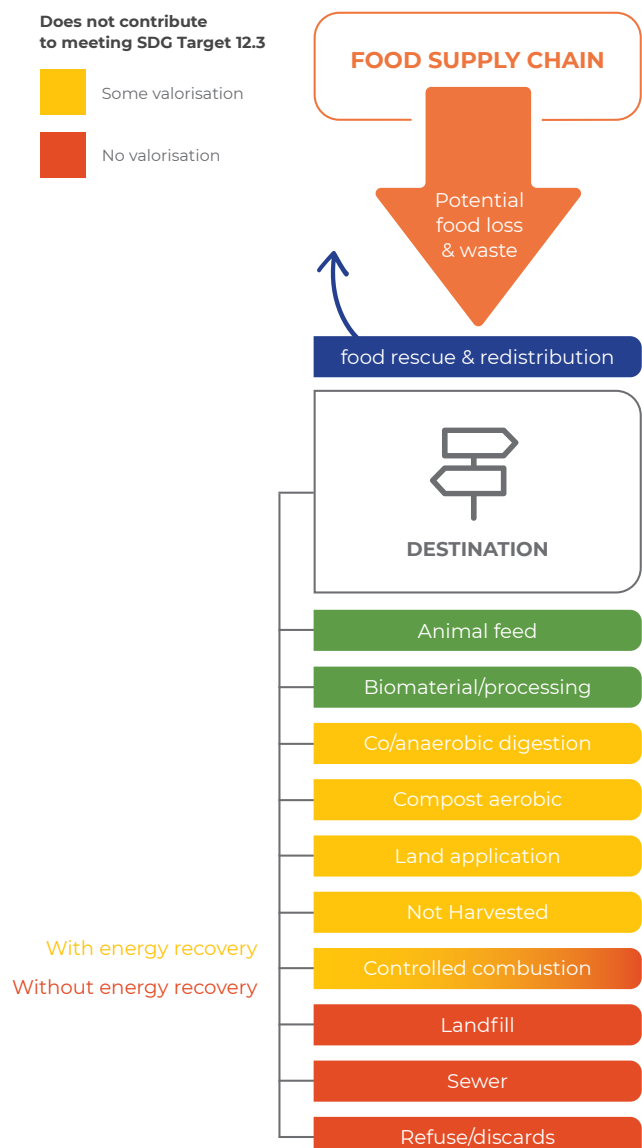 Does not contribute
to meeting SDG Target 12.3
Some valorisation
No valorisation
FOOD SUPPLY CHAIN
Potential
food loss
& waste
food rescue & redistribution
DESTINATION
Animal feed
Biomaterial/processing
Co/anaerobic digestion
Compost aerobic
Land application
Not Harvested
With energy recovery
Without energy recovery
Controlled combustion
Landfill
Sewer
Refuse/discards